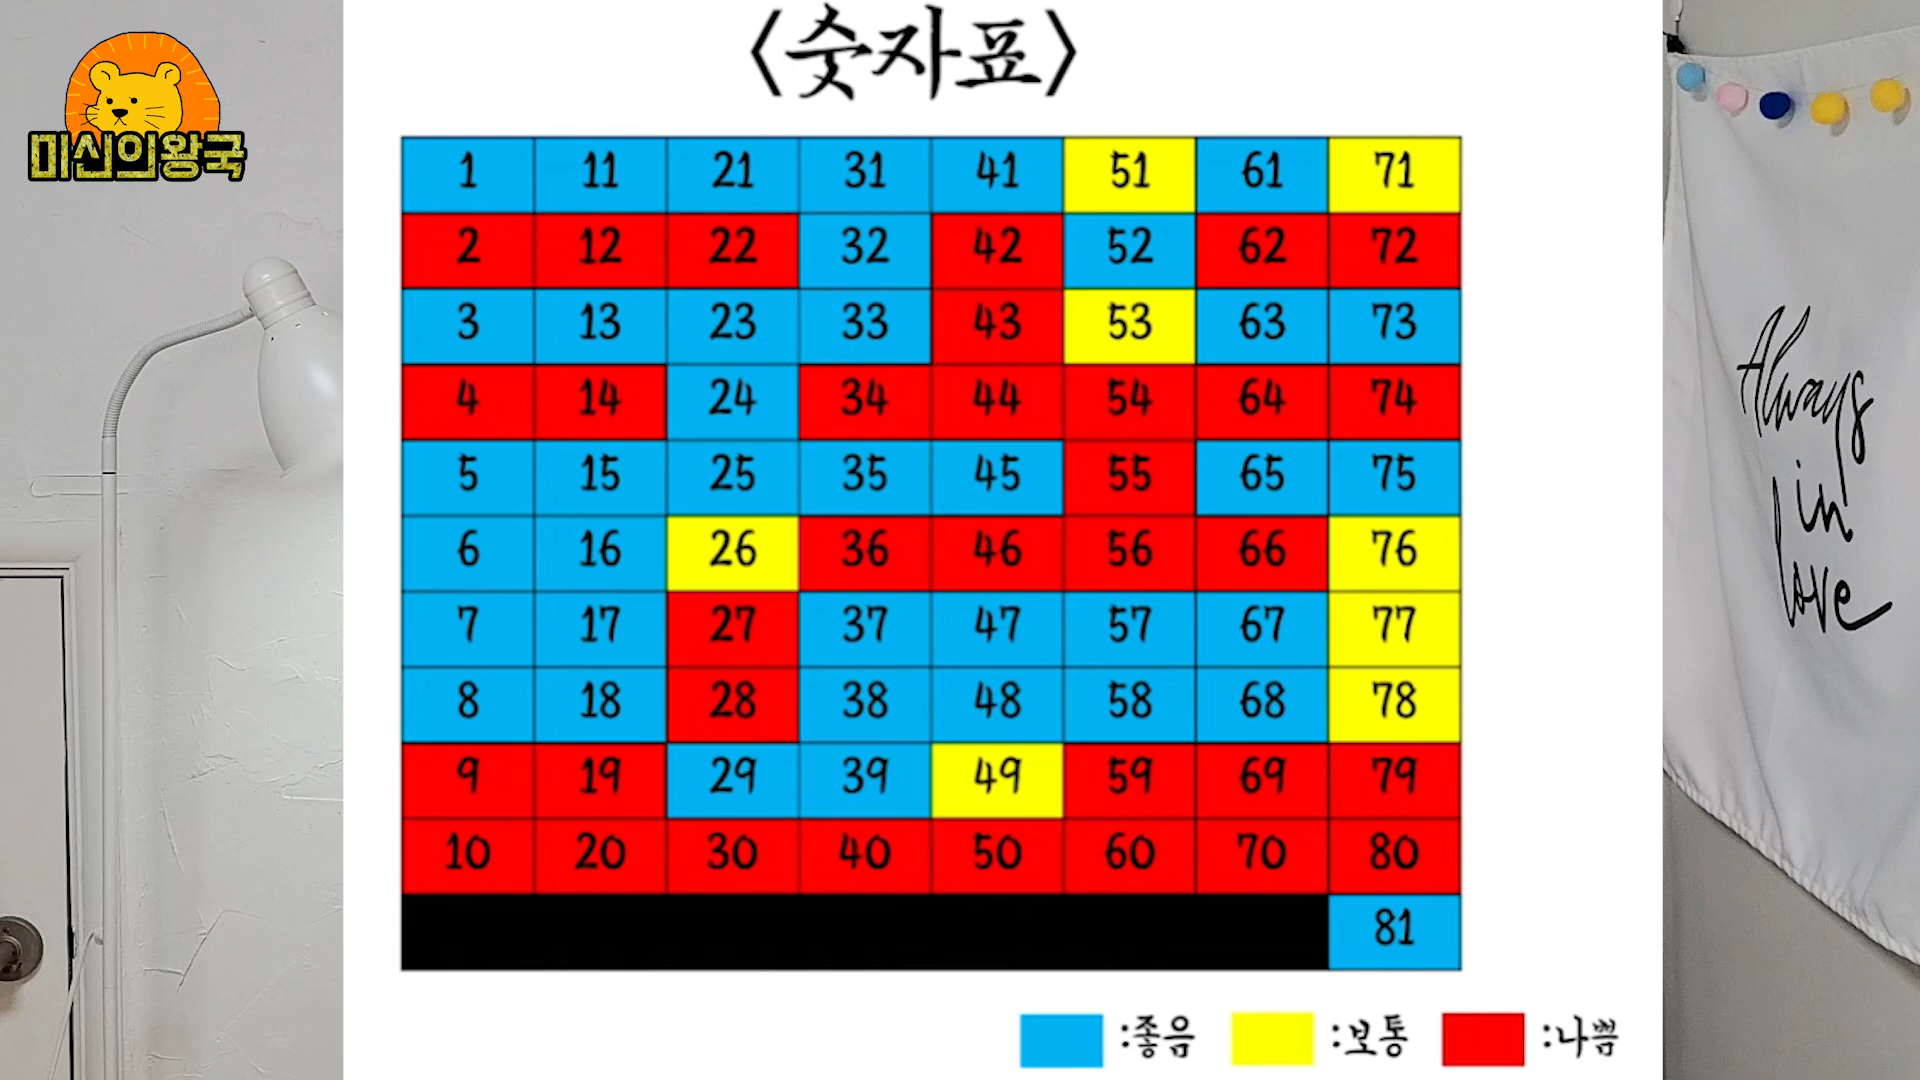 <숫자표>
미신의왕국
1 11 21 31 41 51 61 71
2 12 22 32 42 52 62 72
3 13 23 33 43 53 63 73
4 14 24 34 44 54 64 74
5 15 25 35 45 55 65 75
6 16 26 36 46 56 66 76
7 17 27 37 47 57 67 77
8 18 28 38 48 58 68 78
9 19 29 39 49 59 69 79
10 20 30 40 50 60 70 80
81
:좋음 :보통 :나쁨
Always
in
love